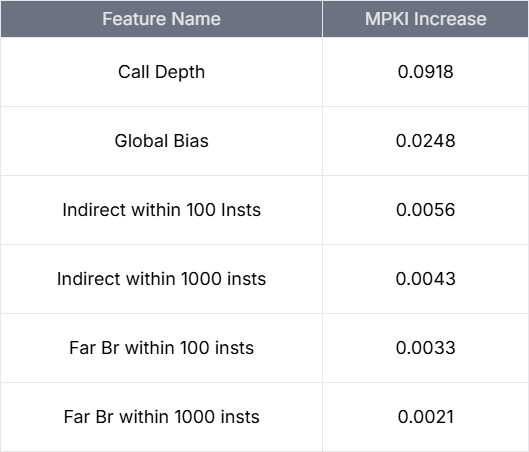 Feature Name MPKI Increase
Call Depth 0.0918
Global Bias 0.0248
Indirect within 100 Insts 0.0056
Indirect within 1000 insts 0.0043
Far Br within 100 insts 0.0033
Far Br within 1000 insts 0.0021